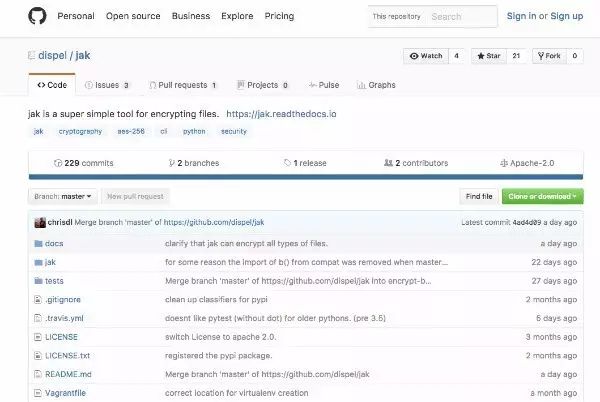 Personal Open source Business Explore Pricing This repository Search Sign in or Sign up
dispel / jak Watch 4 Star 21 Fork 0
Code Issues 3 Pull requests 1 Projects 0 Pulse Graphs
jak is a super simple tool for encrypting files. https://jak.readthedocs.io
jak cryptography aes-256 cli python security
229 commits 2 branches 1 release 2 contributors Apache-2.0
Branch: master New pull request Find file Clone or download
chrisdl Merge branch 'master' of https://github.com/dispel/jak Latest commit 4ad4d09 a day ago
docs clarify that jak can encrypt all types of files. a day ago
jak for some reason the import of b() from compat was removed when master... 22 days ago
tests Merge branch 'master' of https://github.com/dispel/jak into encrypt-b... 27 days ago
.gitignore clean up classifiers for pypi 2 months ago
.travis.yml doesnt like pytest (without dot) for older pythons. (pre 3.5) 6 days ago
LICENSE switch License to apache 2.0. 3 months ago
LICENSE.txt registered the pypi package. 2 months ago
README.md Merge branch 'master' of https://github.com/dispel/jak a day ago
Vagrantfile correct location for virtualenv creation a month ago